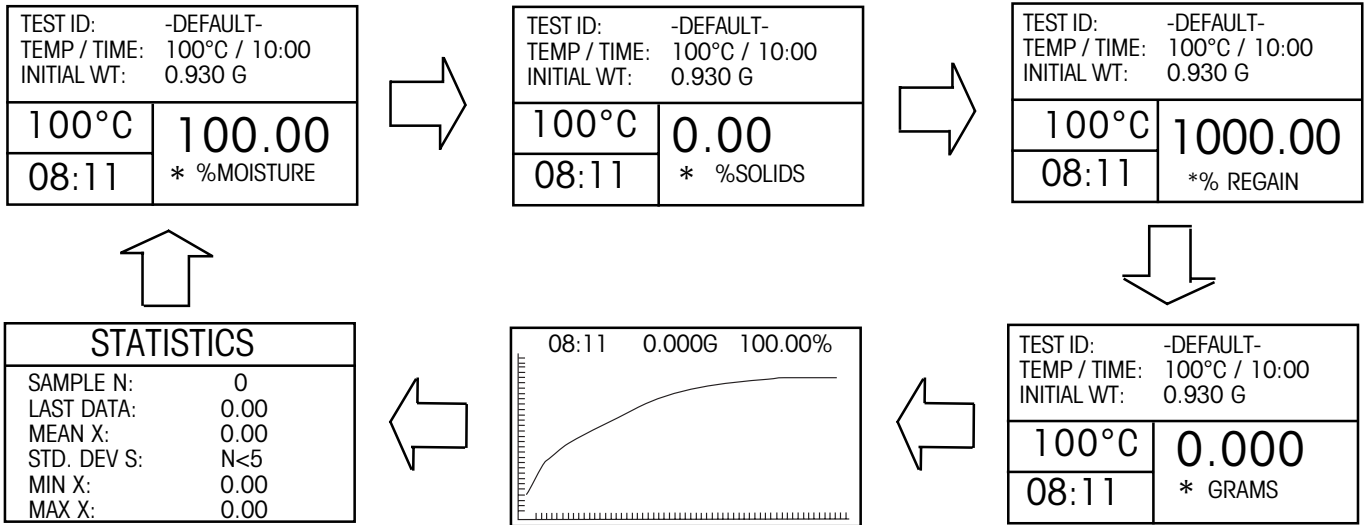 TEST ID: -DEFAULT-
TEMP / TIME: 100°C / 10:00
INITIAL WT: 0.930 G
100°C
100.00
08:11
* %MOISTURE
TEST ID: -DEFAULT-
TEMP / TIME: 100°C / 10:00
INITIAL WT: 0.930 G
100°C
0.00
08:11
* %SOLIDS
TEST ID: -DEFAULT-
TEMP / TIME: 100°C / 10:00
INITIAL WT: 0.930 G
100°C
1000.00
08:11
*% REGAIN
STATISTICS
SAMPLE N: 0
LAST DATA: 0.00
MEAN X: 0.00
STD. DEV S: N<5
MIN X: 0.00
MAX X: 0.00
08:11 0.000G 100.00%
TEST ID: -DEFAULT-
TEMP / TIME: 100°C / 10:00
INITIAL WT: 0.930 G
100°C
0.000
08:11
* GRAMS